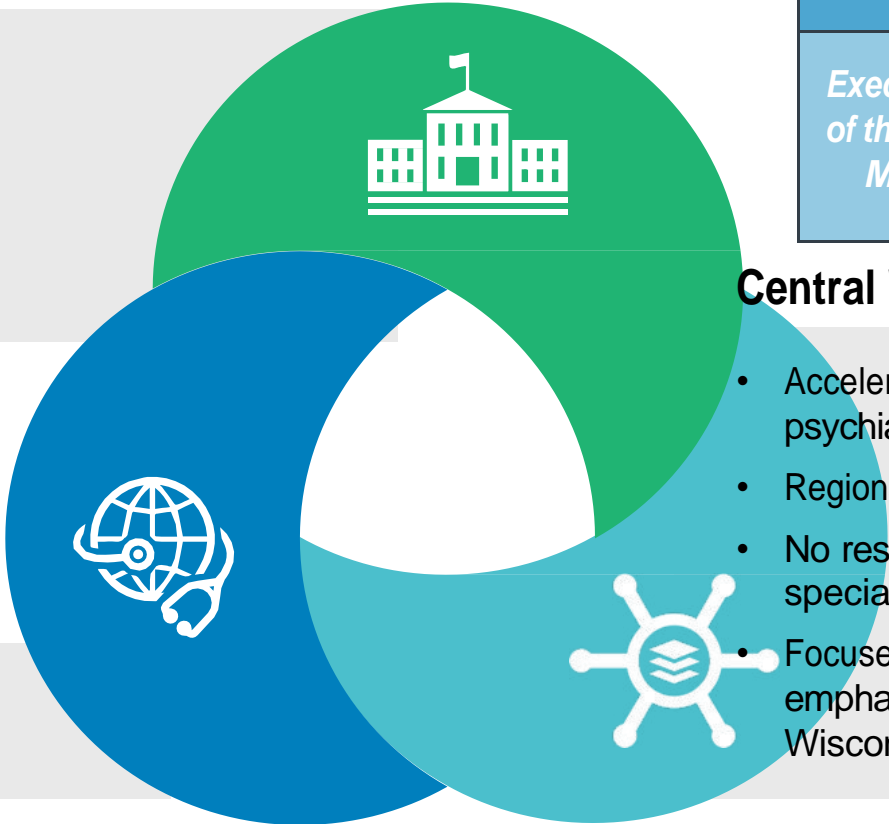 Exec
of th
M
Central
• Acceler
psychia
• Region
• No res
specia
• Focuse
empha
Wiscon